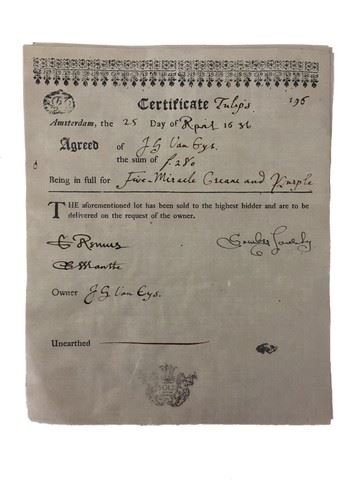 Certificate Tulips 196
Amsterdam, the 25 Day of April 1636
Agreed of J G Van Eys.
the sum of f. 280
Being in full for Five Miracle Creane and Purple
THE aforementioned lot has been sold to the highest bidder and are to be
delivered on the request of the owner.
Owner J G Van Eys.
Unearthed